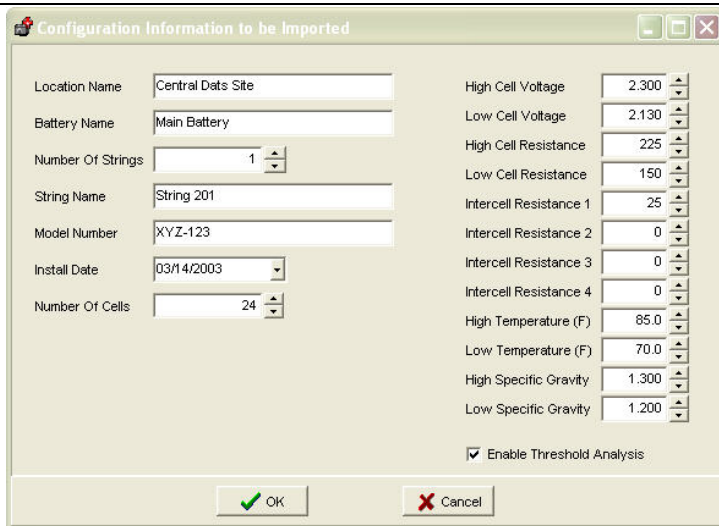 Configuration Information to be Imported
Location Name Central Dats Site
Battery Name Main Battery
Number Of Strings 1
String Name String 201
Model Number XYZ-123
Install Date 03/14/2003
Number Of Cells 24
High Cell Voltage 2.300
Low Cell Voltage 2.130
High Cell Resistance 225
Low Cell Resistance 150
Intercell Resistance 1 25
Intercell Resistance 2 0
Intercell Resistance 3 0
Intercell Resistance 4 0
High Temperature (F) 85.0
Low Temperature (F) 70.0
High Specific Gravity 1.300
Low Specific Gravity 1.200
Enable Threshold Analysis
OK Cancel